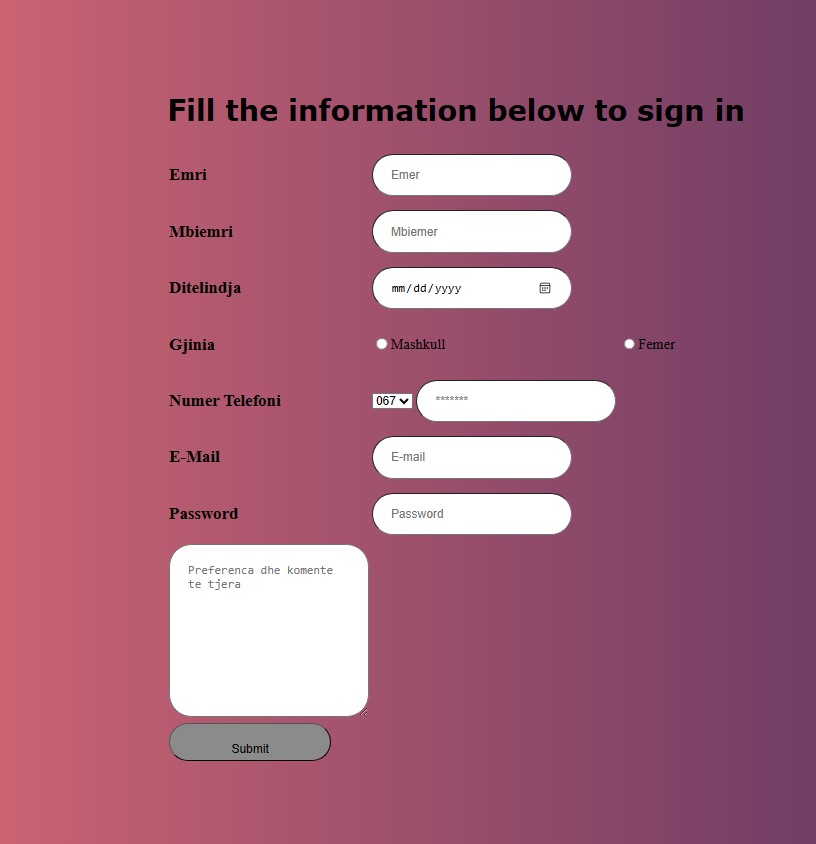 Fill the information below to sign in
Emri Emer
Mbiemri Mbiemer
Ditelindja mm/dd/yyyy
Gjinia Mashkull Femer
Numer Telefoni 067 *******
E-Mail E-mail
Password Password
Preferenca dhe komente
te tjera
Submit